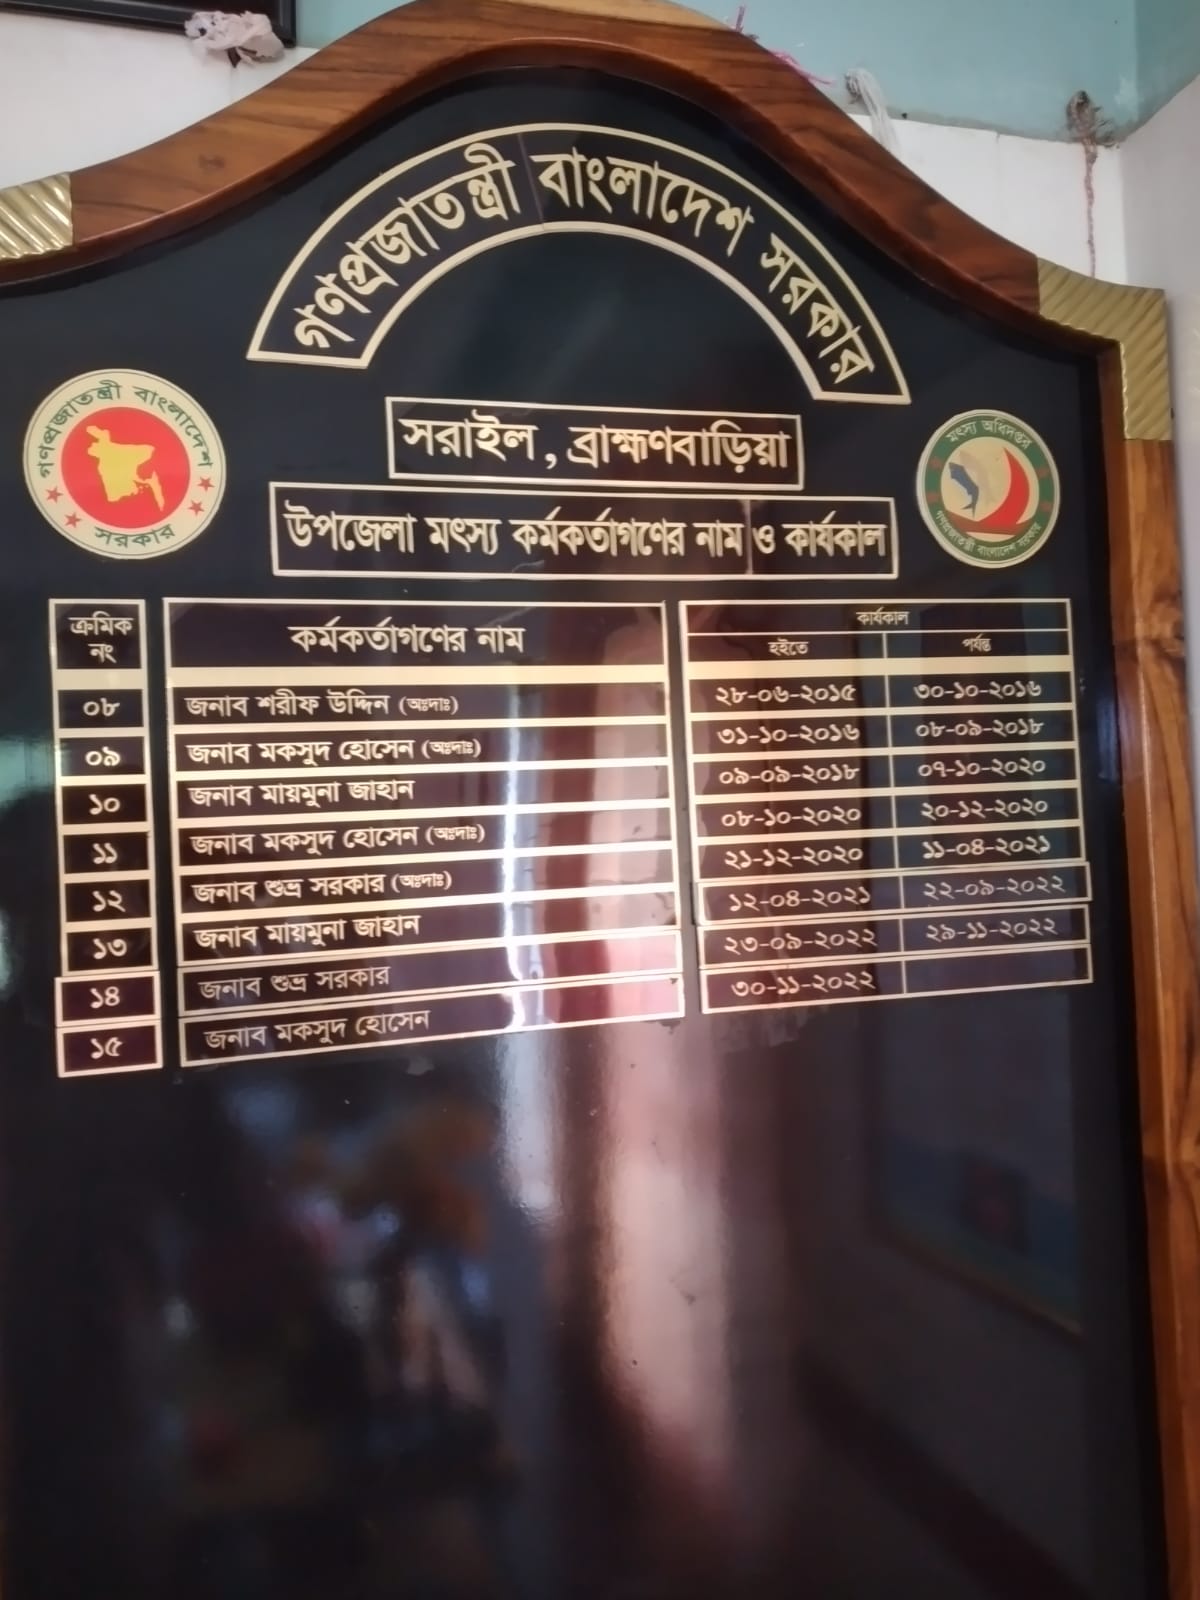 গণপ্রজাতন্ত্রী বাংলাদেশ সরকার
গণপ্রজাতন্ত্রী বাংলাদেশ
সরকার
মৎস্য অধিদপ্তর
গণপ্রজাতন্ত্রী বাংলাদেশ সরকার
সরাইল, ব্রাহ্মণবাড়িয়া
উপজেলা মৎস্য কর্মকর্তাগণের নাম ও কার্যকাল
ক্রমিক নং কর্মকর্তাগণের নাম কার্যকাল
হইতে পর্যন্ত
০৮ জনাব শরীফ উদ্দিন (অঃদাঃ) ২৮-০৬-২০১৫ ৩০-১০-২০১৬
০৯ জনাব মকসুদ হোসেন (অঃদাঃ) ৩১-১০-২০১৬ ০৮-০৯-২০১৮
১০ জনাব মায়মুনা জাহান ০৯-০৯-২০১৮ ০৭-১০-২০২০
১১ জনাব মকসুদ হোসেন (অঃদাঃ) ০৮-১০-২০২০ ২০-১২-২০২০
১২ জনাব শুভ্র সরকার (অঃদাঃ) ২১-১২-২০২০ ১১-০৪-২০২১
১৩ জনাব মায়মুনা জাহান ১২-০৪-২০২১ ২২-০৯-২০২২
১৪ জনাব শুভ্র সরকার ২৩-০৯-২০২২ ২৯-১১-২০২২
১৫ জনাব মকসুদ হোসেন ৩০-১১-২০২২